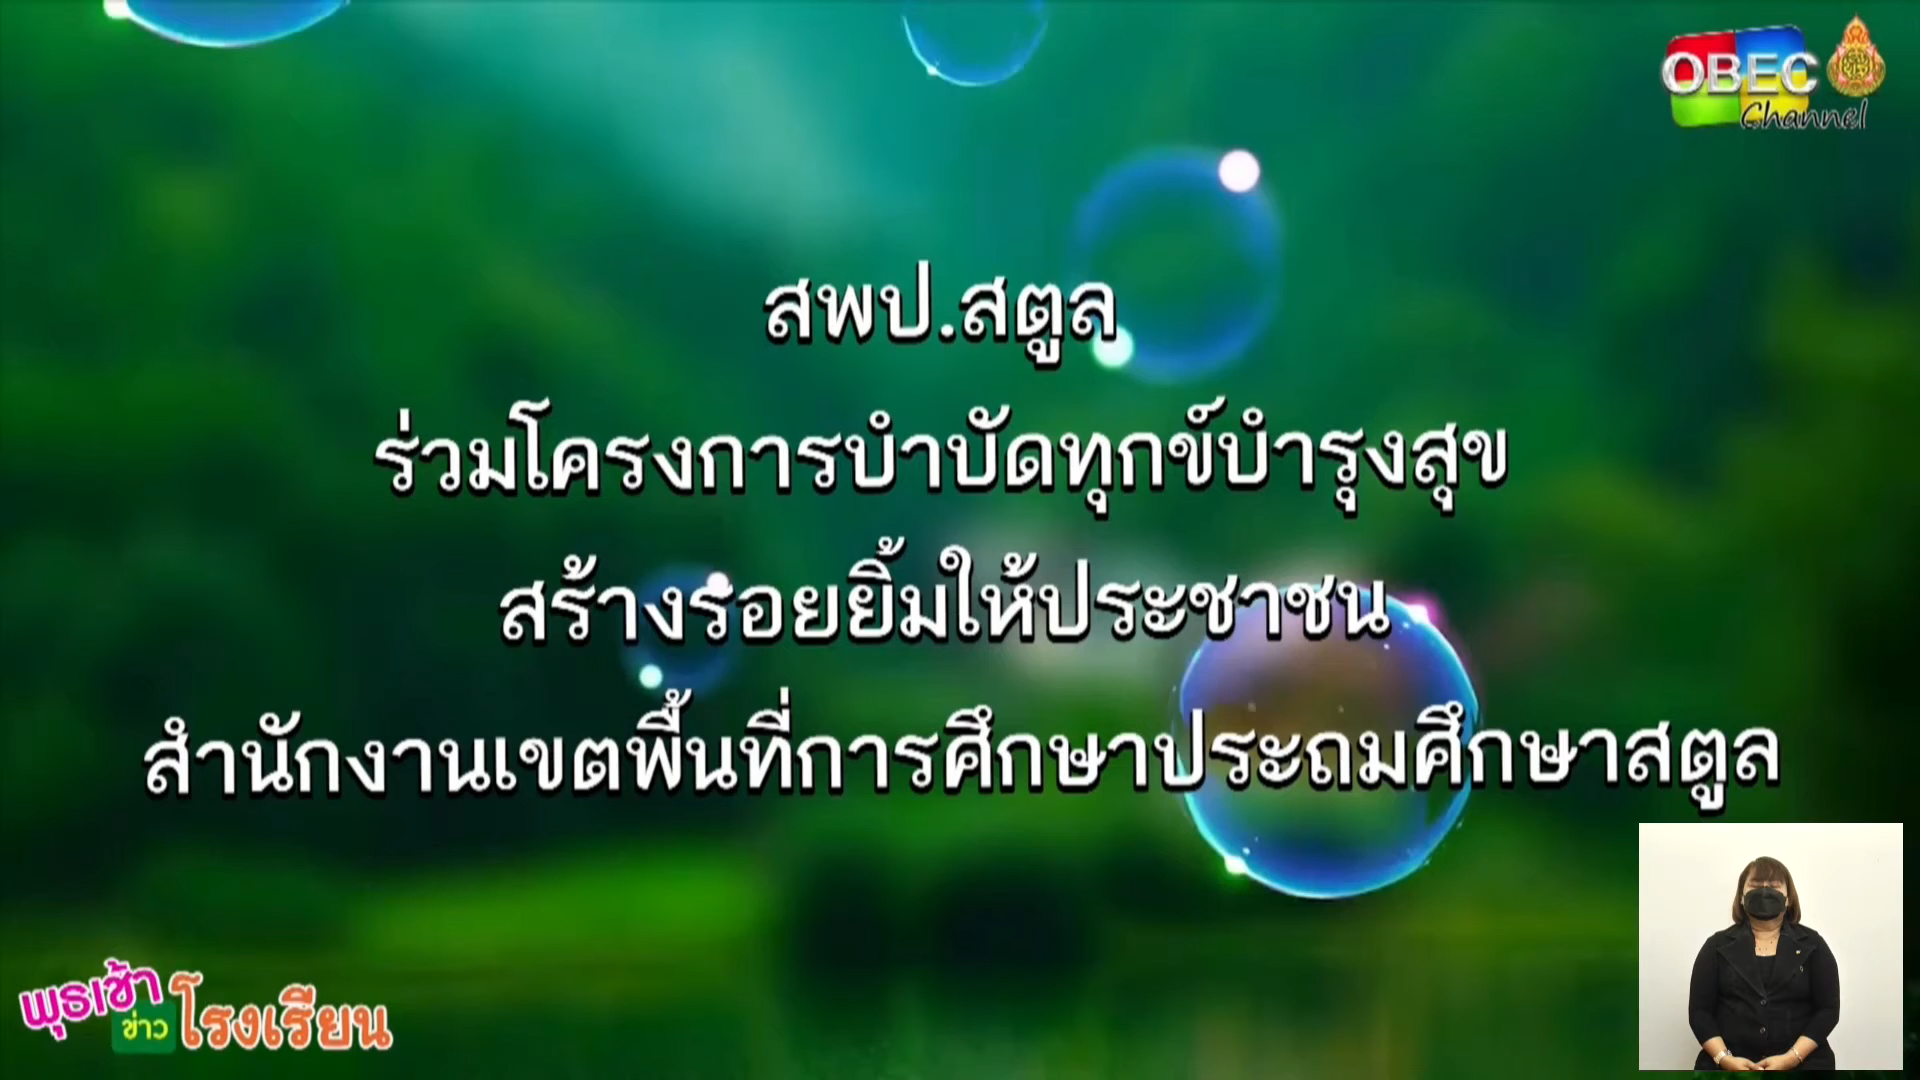 OBEC
Channel
สพป.สตูล
ร่วมโครงการบำบัดทุกข์บำรุงสุข
สร้างรอยยิ้มให้ประชาชน
สำนักงานเขตพื้นที่การศึกษาประถมศึกษาสตูล
พุธเช้า
ข่าว
โรงเรียน